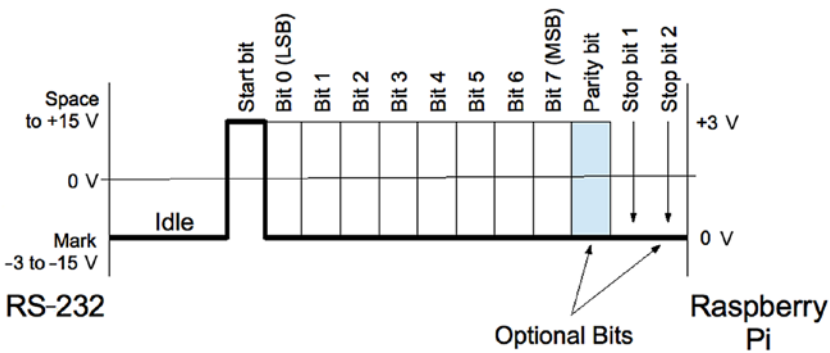 Start bit
Bit 0 (LSB)
Bit 1
Bit 2
Bit 3
Bit 4
Bit 5
Bit 6
Bit 7 (MSB)
Parity bit
Stop bit 1
Stop bit 2
Space
to +15 V
+3 V
0 V
Idle
Mark
-3 to -15 V
0 V
RS-232
Raspberry
Pi
Optional Bits